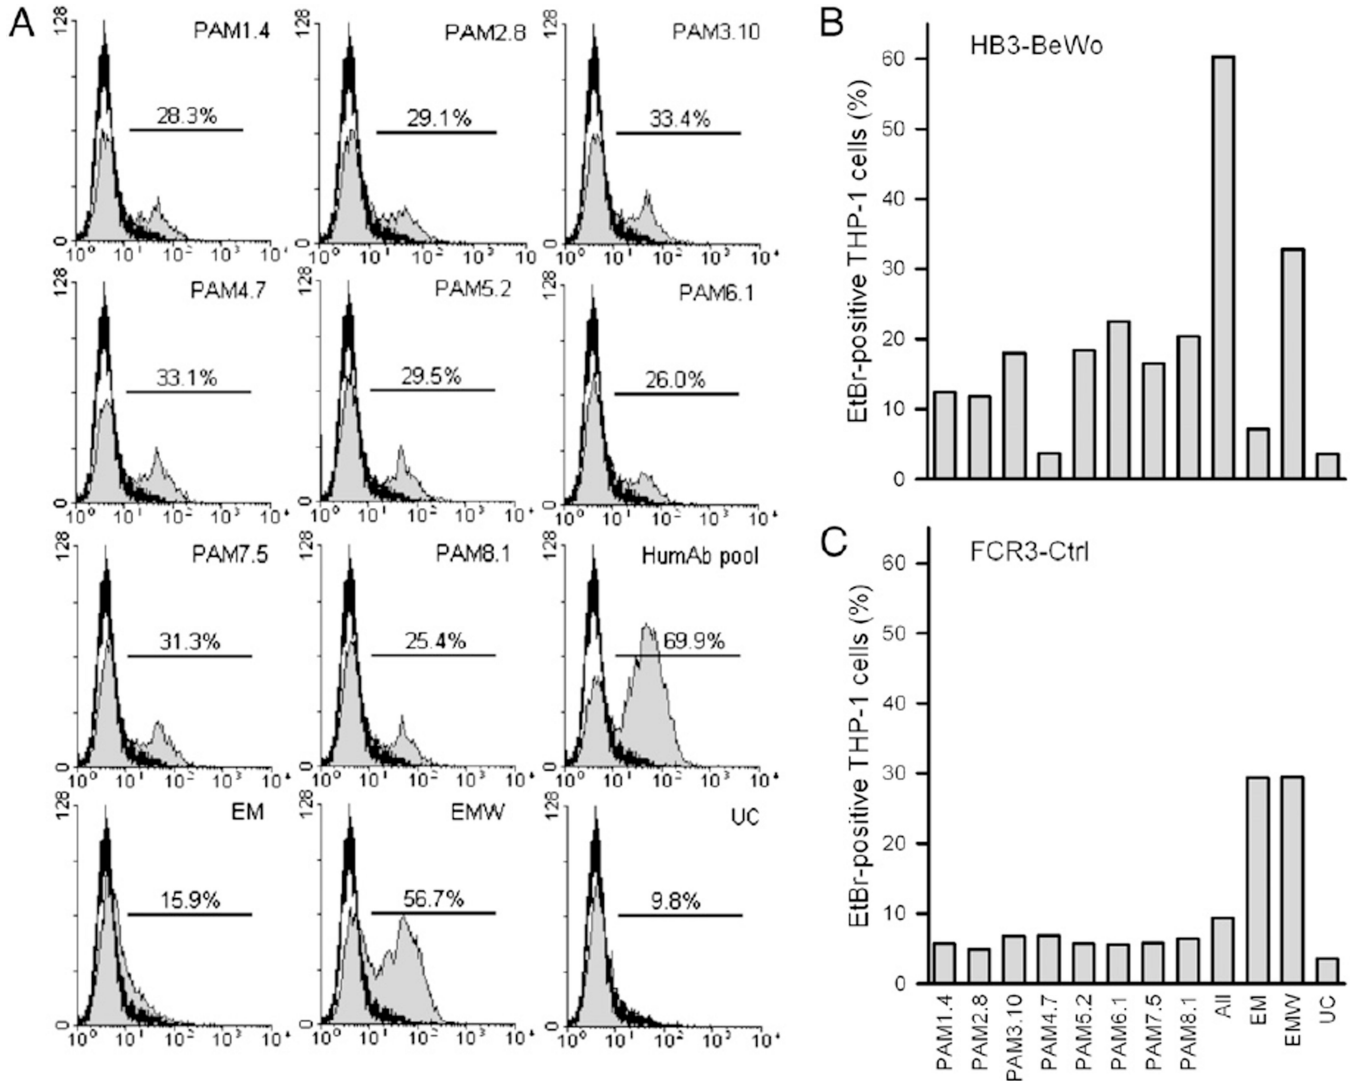 A
PAM1.4
128
28.3%
0
10⁰ 10¹ 10² 10³ 10⁴
PAM2.8
128
29.1%
0
10⁰ 10¹ 10² 10³ 10
PAM3.10
128
33.4%
0
10⁰ 10¹ 10² 10³ 10⁴
PAM4.7
128
33.1%
0
10⁰ 10¹ 10² 10³ 10⁴
PAM5.2
128
29.5%
0
10⁰ 10¹ 10² 10³ 10
PAM6.1
128
26.0%
0
10⁰ 10¹ 10² 10³ 10⁴
PAM7.5
128
31.3%
0
10⁰ 10¹ 10² 10³ 10⁴
PAM8.1
128
25.4%
0
10⁰ 10¹ 10² 10³ 10⁴
HumAb pool
128
69.9%
0
10⁰ 10¹ 10² 10³ 10⁴
EM
128
15.9%
0
10⁰ 10¹ 10² 10³ 10⁴
EMW
128
56.7%
0
10⁰ 10¹ 10² 10³ 10⁴
UC
128
9.8%
0
10⁰ 10¹ 10² 10³ 10⁴
B
HB3-BeWo
EtBr-positive THP-1 cells (%)
60
50
40
30
20
10
0
C
FCR3-Ctrl
EtBr-positive THP-1 cells (%)
60
50
40
30
20
10
0
PAM1.4
PAM2.8
PAM3.10
PAM4.7
PAM5.2
PAM6.1
PAM7.5
PAM8.1
All
EM
EMW
UC